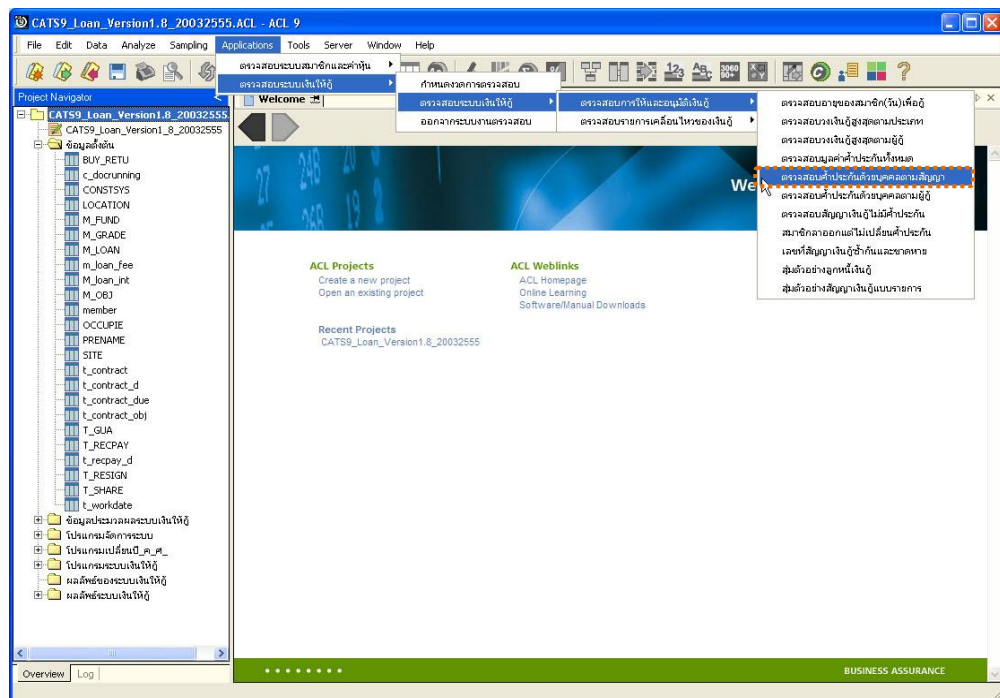 CATS9_Loan_Version1.8_20032555.ACL - ACL 9
File Edit Data Analyze Sampling Applications Tools Server Window Help
ตรวจสอบระบบสมาชิกและค่าหุ้น
ตรวจสอบระบบเงินให้กู้
กำหนดงวดการตรวจสอบ
ตรวจสอบระบบเงินให้กู้
ออกจากระบบงานตรวจสอบ
ตรวจสอบการให้และอนุมัติเงินกู้
ตรวจสอบรายการเคลื่อนไหวของเงินกู้
ตรวจสอบอายุของสมาชิก(วัน)เพื่อกู้
ตรวจสอบวงเงินกู้สูงสุดตามประเภท
ตรวจสอบวงเงินกู้สูงสุดตามผู้กู้
ตรวจสอบมูลค่าค้ำประกันทั้งหมด
ตรวจสอบค้ำประกันด้วยบุคคลตามสัญญา
ตรวจสอบค้ำประกันด้วยบุคคลตามผู้กู้
ตรวจสอบสัญญาเงินกู้ไม่มีค้ำประกัน
สมาชิกลาออกแต่ไม่เปลี่ยนค้ำประกัน
เลขที่สัญญาเงินกู้ซ้ำกันและขาดหาย
สุ่มตัวอย่างลูกหนี้เงินกู้
สุ่มตัวอย่างสัญญาเงินกู้แบบรายการ
Project Navigator
CATS9_Loan_Version1.8_20032555.
CATS9_Loan_Version1_8_20032555
ข้อมูลตั้งต้น
BUY_RETU
c_docrunning
CONSTSYS
LOCATION
M_FUND
M_GRADE
M_LOAN
m_loan_fee
M_loan_int
M_OBJ
member
OCCUPIE
PRENAME
SITE
t_contract
t_contract_d
t_contract_due
t_contract_obj
T_GUA
T_RECPAY
t_recpay_d
T_RESIGN
T_SHARE
t_workdate
ข้อมูลประมวลผลระบบเงินให้กู้
โปรแกรมจัดการระบบ
โปรแกรมเปลี่ยนปี_ค_ศ_
โปรแกรมระบบเงินให้กู้
ผลลัพธ์ของระบบเงินให้กู้
ผลลัพธ์ระบบเงินให้กู้
Overview Log
Welcome
We
ACL Projects
Create a new project
Open an existing project
Recent Projects
CATS9_Loan_Version1.8_20032555
ACL Weblinks
ACL Homepage
Online Learning
Software/Manual Downloads
BUSINESS ASSURANCE